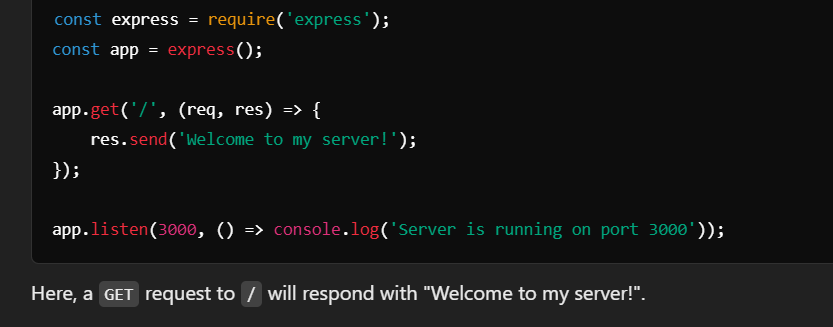 const express = require('express');
const app = express();
app.get('/', (req, res) => {
    res.send('Welcome to my server!');
});
app.listen(3000, () => console.log('Server is running on port 3000'));
Here, a GET request to / will respond with "Welcome to my server!".